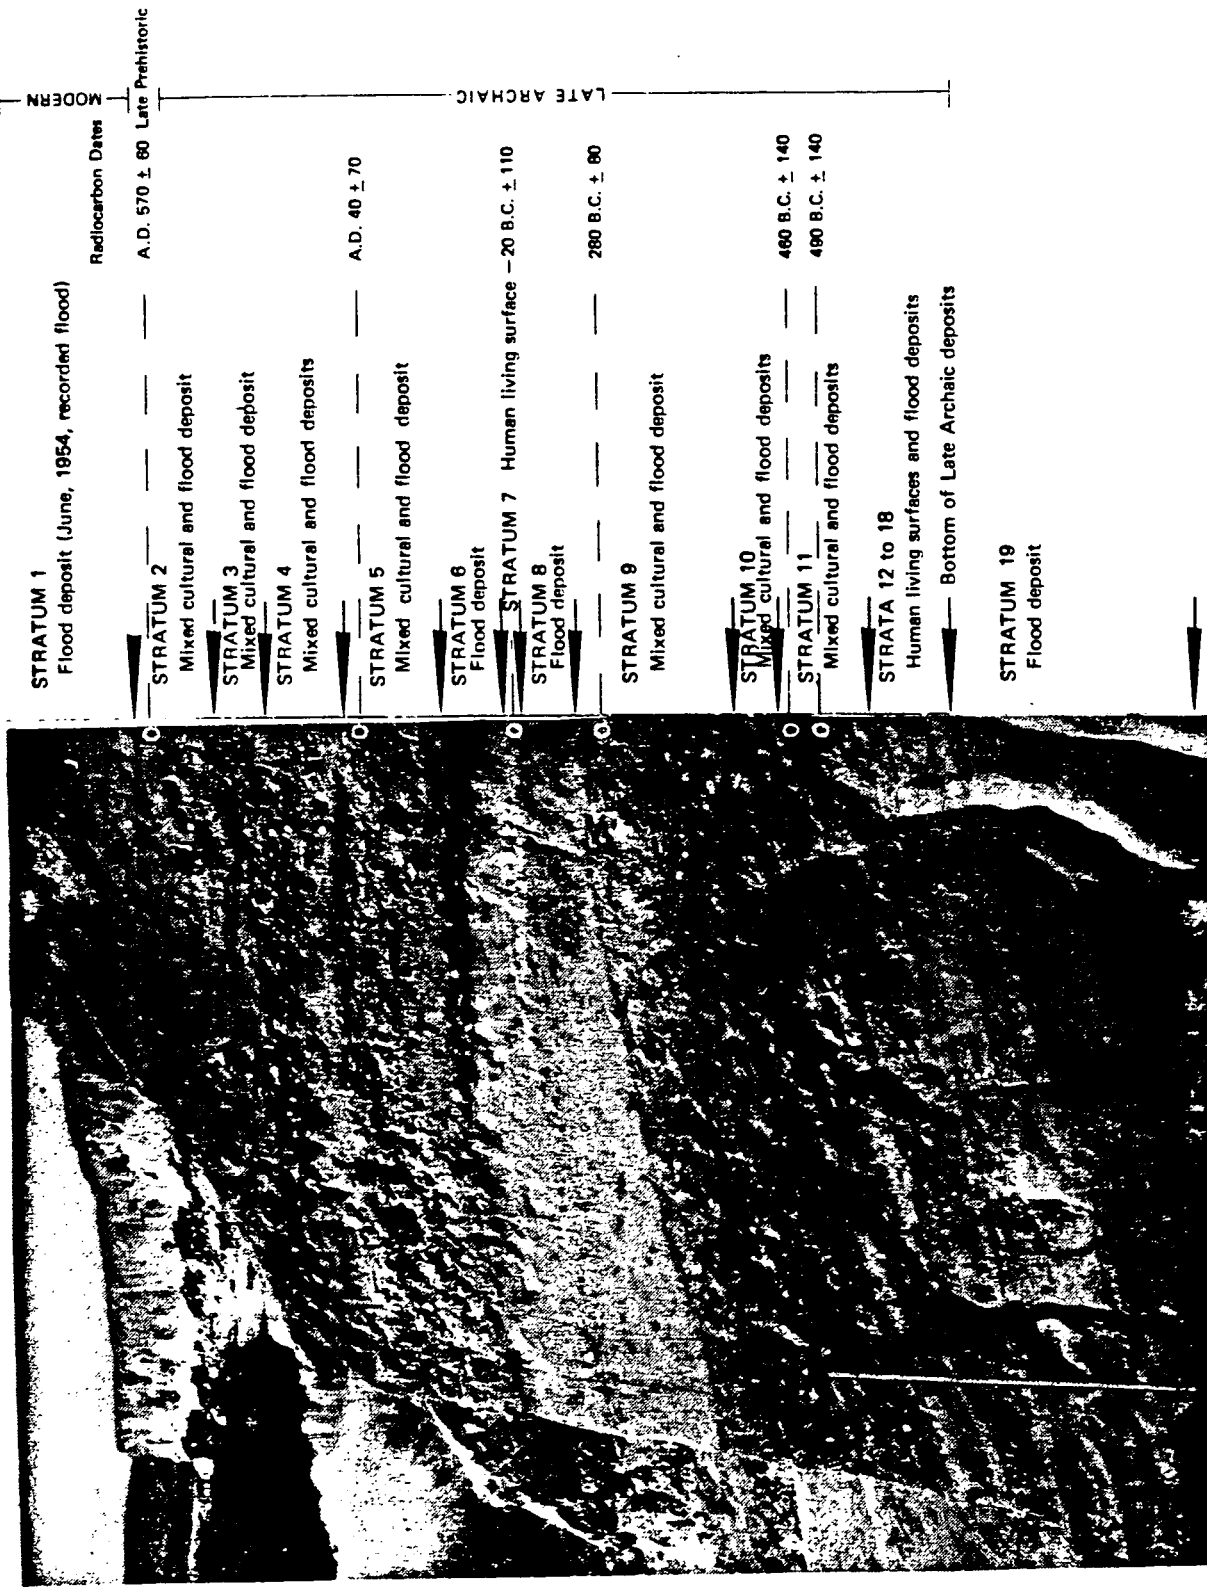 MODERN
Radiocarbon Dates
STRATUM 1
Flood deposit (June, 1954, recorded flood)
A.D. 570 ± 60 Late Prehistoric
STRATUM 2
Mixed cultural and flood deposit
STRATUM 3
Mixed cultural and flood deposit
STRATUM 4
Mixed cultural and flood deposits
A.D. 40 ± 70
STRATUM 5
Mixed cultural and flood deposit
STRATUM 6
Flood deposit
STRATUM 7 Human living surface — 20 B.C. ± 110
STRATUM 8
Flood deposit
280 B.C. ± 80
STRATUM 9
Mixed cultural and flood deposit
LATE ARCHAIC
STRATUM 10
Mixed cultural and flood deposits
460 B.C. ± 140
STRATUM 11
490 B.C. ± 140
Mixed cultural and flood deposits
STRATA 12 to 18
Human living surfaces and flood deposits
Bottom of Late Archaic deposits
STRATUM 19
Flood deposit